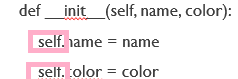 def __init__(self, name, color):
self.name = name
self.color = color